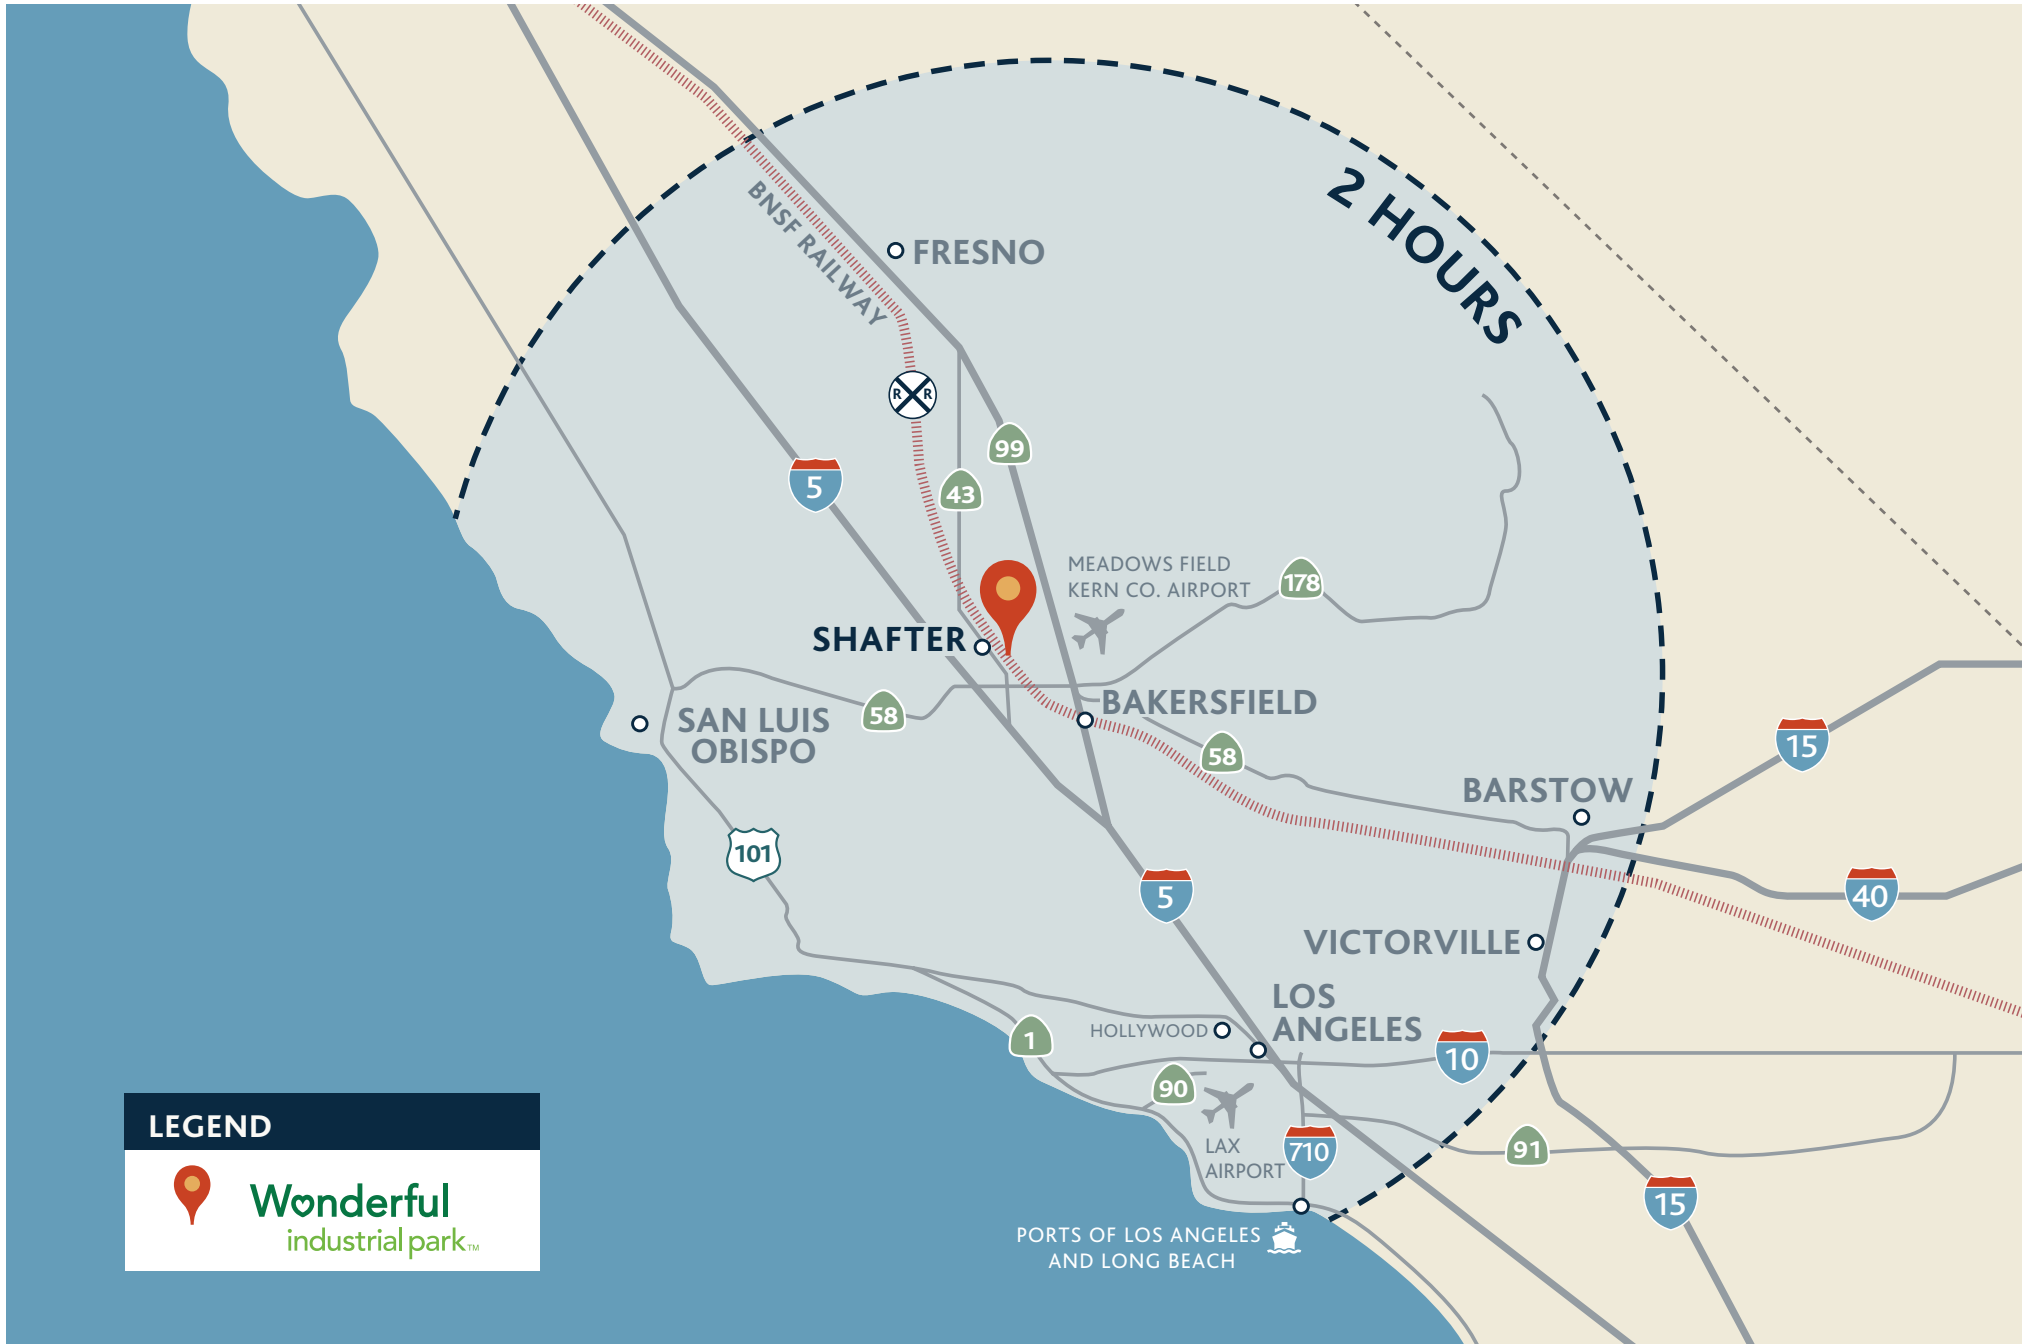 2 HOURS
BNSF RAILWAY
FRESNO
R R
99
5
43
MEADOWS FIELD
KERN CO. AIRPORT
178
SHAFTER
BAKERSFIELD
58
SAN LUIS
OBISPO
58
15
BARSTOW
101
5
40
VICTORVILLE
LOS
ANGELES
HOLLYWOOD
1
10
90
LAX
AIRPORT
710
91
15
PORTS OF LOS ANGELES
AND LONG BEACH
LEGEND
Wonderful
industrial park™